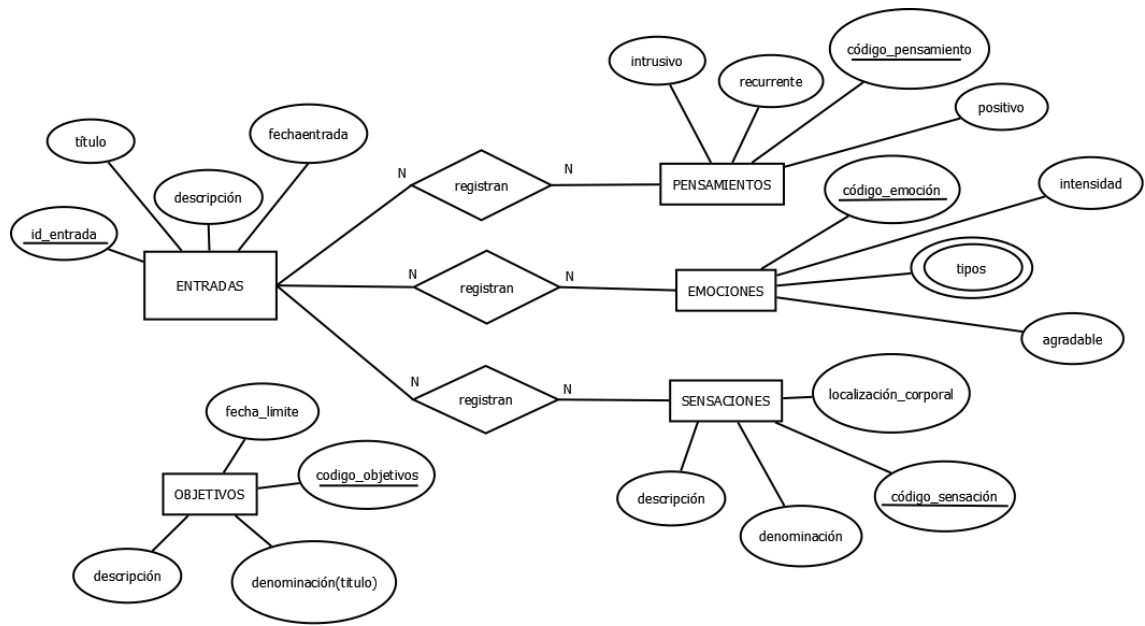 código_pensamiento
intrusivo
recurrente
positivo
título
fechaentrada
N
registran
N
PENSAMIENTOS
descripción
código_emoción
intensidad
id_entrada
ENTRADAS
N
registran
N
EMOCIONES
tipos
agradable
N
registran
N
SENSACIONES
localización_corporal
fecha_limite
codigo_objetivos
OBJETIVOS
descripción
código_sensación
denominación
descripción
denominación(titulo)